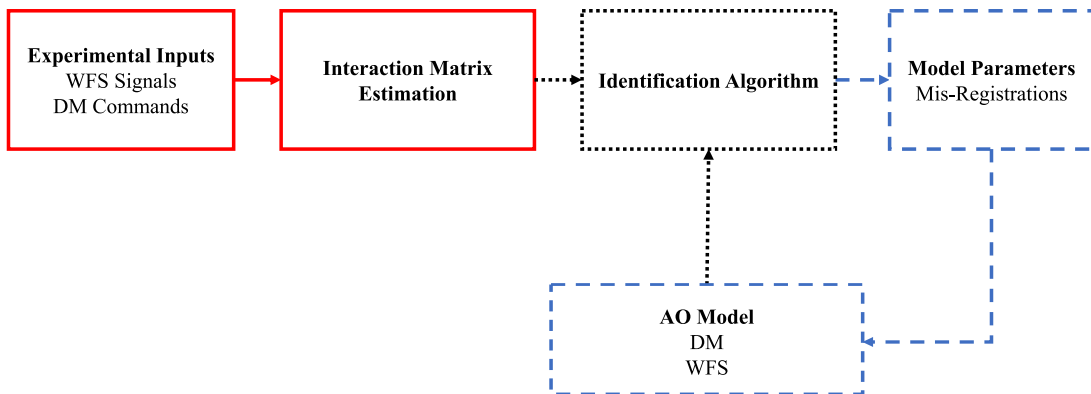 Experimental Inputs
WFS Signals
DM Commands
Interaction Matrix
Estimation
Identification Algorithm
Model Parameters
Mis-Registrations
AO Model
DM
WFS